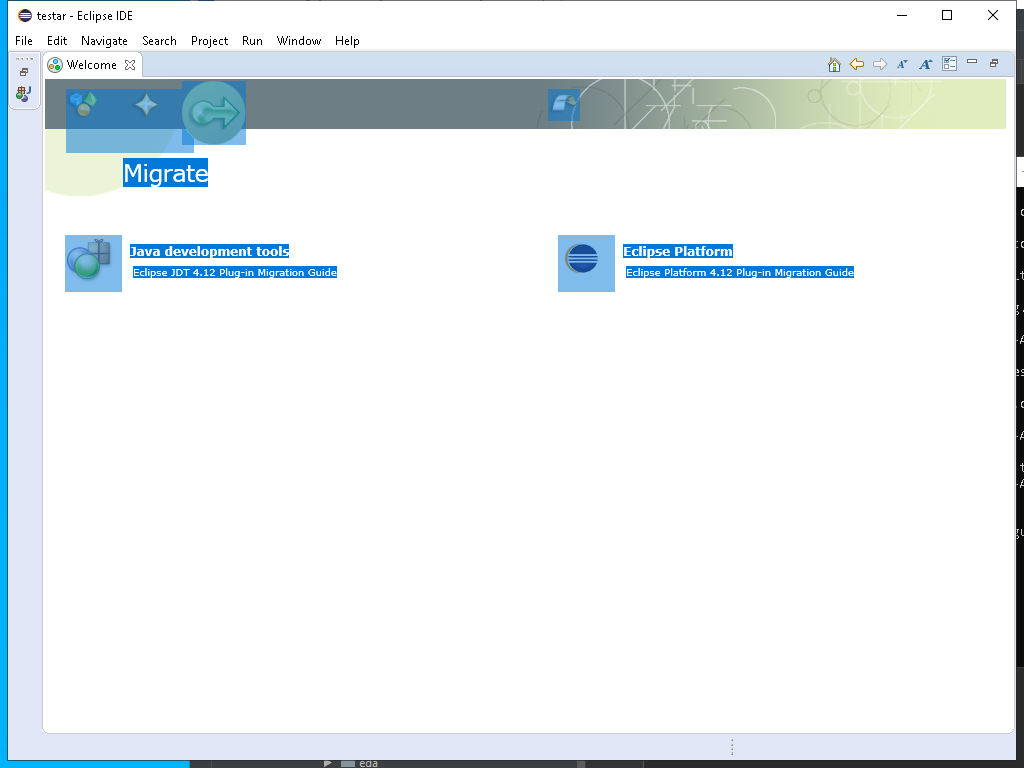 testar - Eclipse IDE
File Edit Navigate Search Project Run Window Help
Welcome
Migrate
Java development tools
Eclipse JDT 4.12 Plug-in Migration Guide
Eclipse Platform
Eclipse Platform 4.12 Plug-in Migration Guide
eda